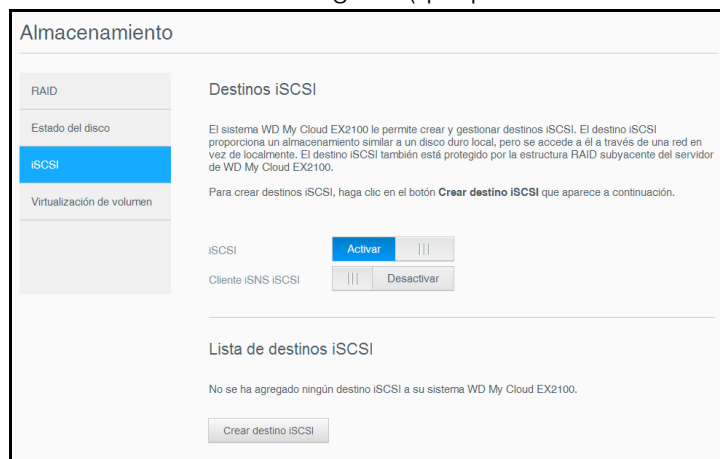 Almacenamiento
RAID
Estado del disco
iSCSI
Virtualización de volumen
Destinos iSCSI
El sistema WD My Cloud EX2100 le permite crear y gestionar destinos iSCSI. El destino iSCSI
proporciona un almacenamiento similar a un disco duro local, pero se accede a él a través de una red en
vez de localmente. El destino iSCSI también está protegido por la estructura RAID subyacente del servidor
de WD My Cloud EX2100.
Para crear destinos iSCSI, haga clic en el botón Crear destino iSCSI que aparece a continuación.
iSCSI Activar
Cliente iSNS iSCSI Desactivar
Lista de destinos iSCSI
No se ha agregado ningún destino iSCSI a su sistema WD My Cloud EX2100.
Crear destino iSCSI